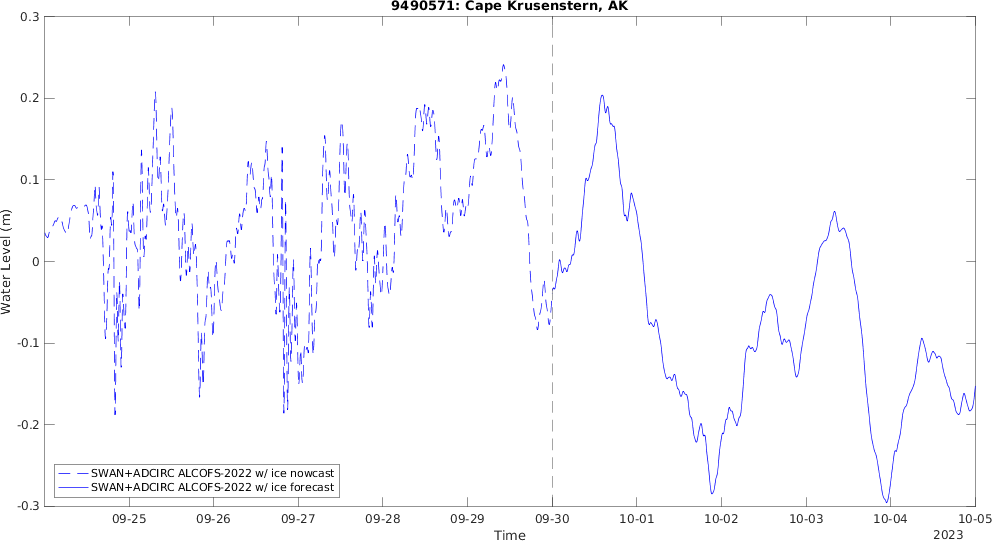 9490571: Cape Krusenstern, AK
0.3
0.2
0.1
0
-0.1
-0.2
-0.3
Water Level (m)
SWAN+ADCIRC ALCOFS-2022 w/ ice nowcast
SWAN+ADCIRC ALCOFS-2022 w/ ice forecast
09-25 09-26 09-27 09-28 09-29 09-30 10-01 10-02 10-03 10-04 10-05
Time
2023